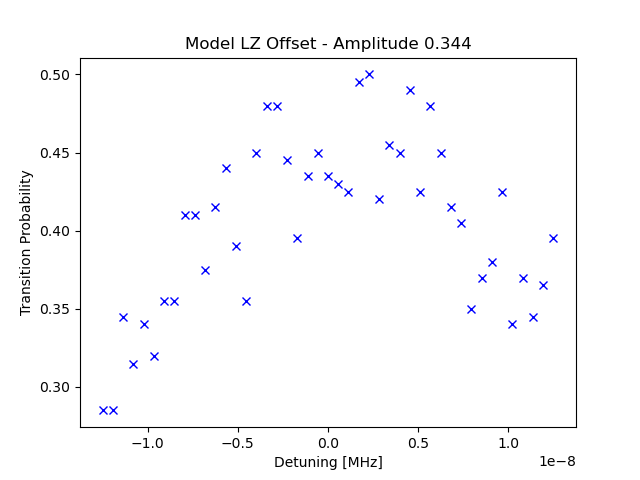 Model LZ Offset - Amplitude 0.344
Transition Probability
0.50
0.45
0.40
0.35
0.30
−1.0
−0.5
0.0
0.5
1.0
1e−8
Detuning [MHz]